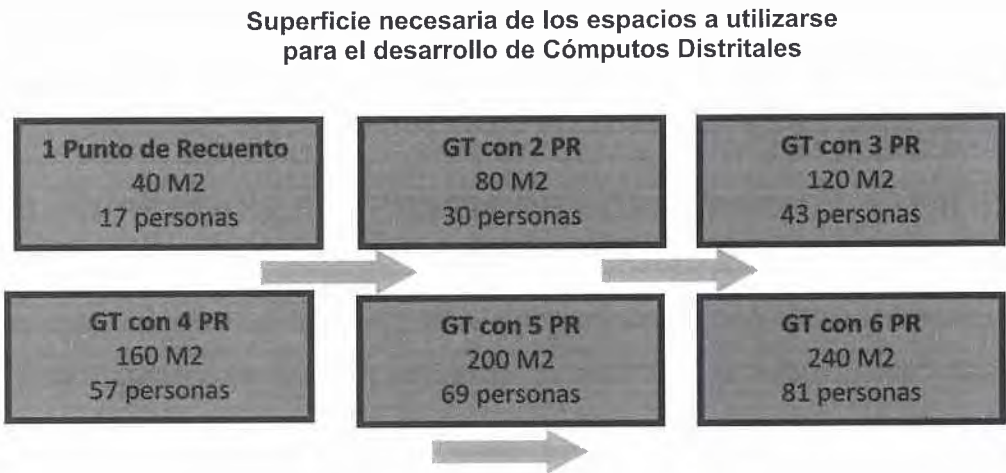 Superficie necesaria de los espacios a utilizarse
para el desarrollo de Cómputos Distritales
1 Punto de Recuento
40 M2
17 personas
GT con 2 PR
80 M2
30 personas
GT con 3 PR
120 M2
43 personas
GT con 4 PR
160 M2
57 personas
GT con 5 PR
200 M2
69 personas
GT con 6 PR
240 M2
81 personas